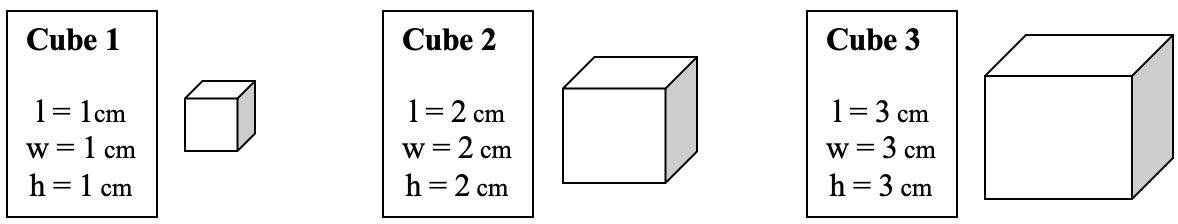 Cube 1
l = 1cm
w = 1 cm
h = 1 cm
Cube 2
l = 2 cm
w = 2 cm
h = 2 cm
Cube 3
l = 3 cm
w = 3 cm
h = 3 cm